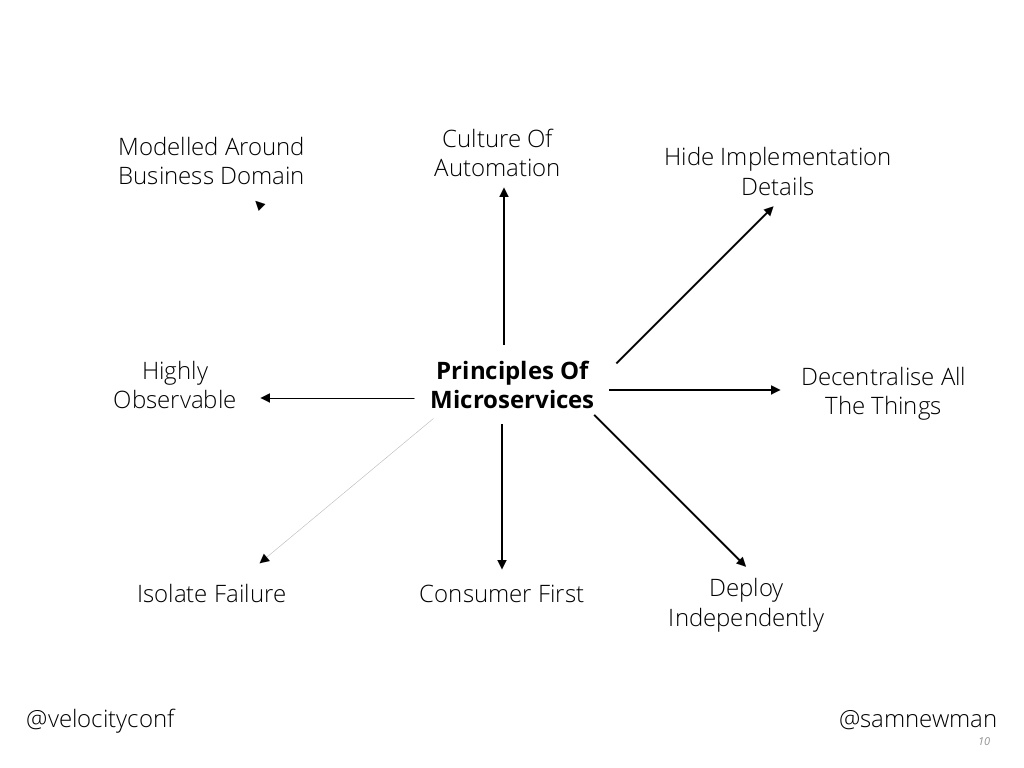 Modelled Around
Business Domain
Culture Of
Automation
Hide Implementation
Details
Highly
Observable
Principles Of
Microservices
Decentralise All
The Things
Isolate Failure
Consumer First
Deploy
Independently
@velocityconf
@samnewman
10